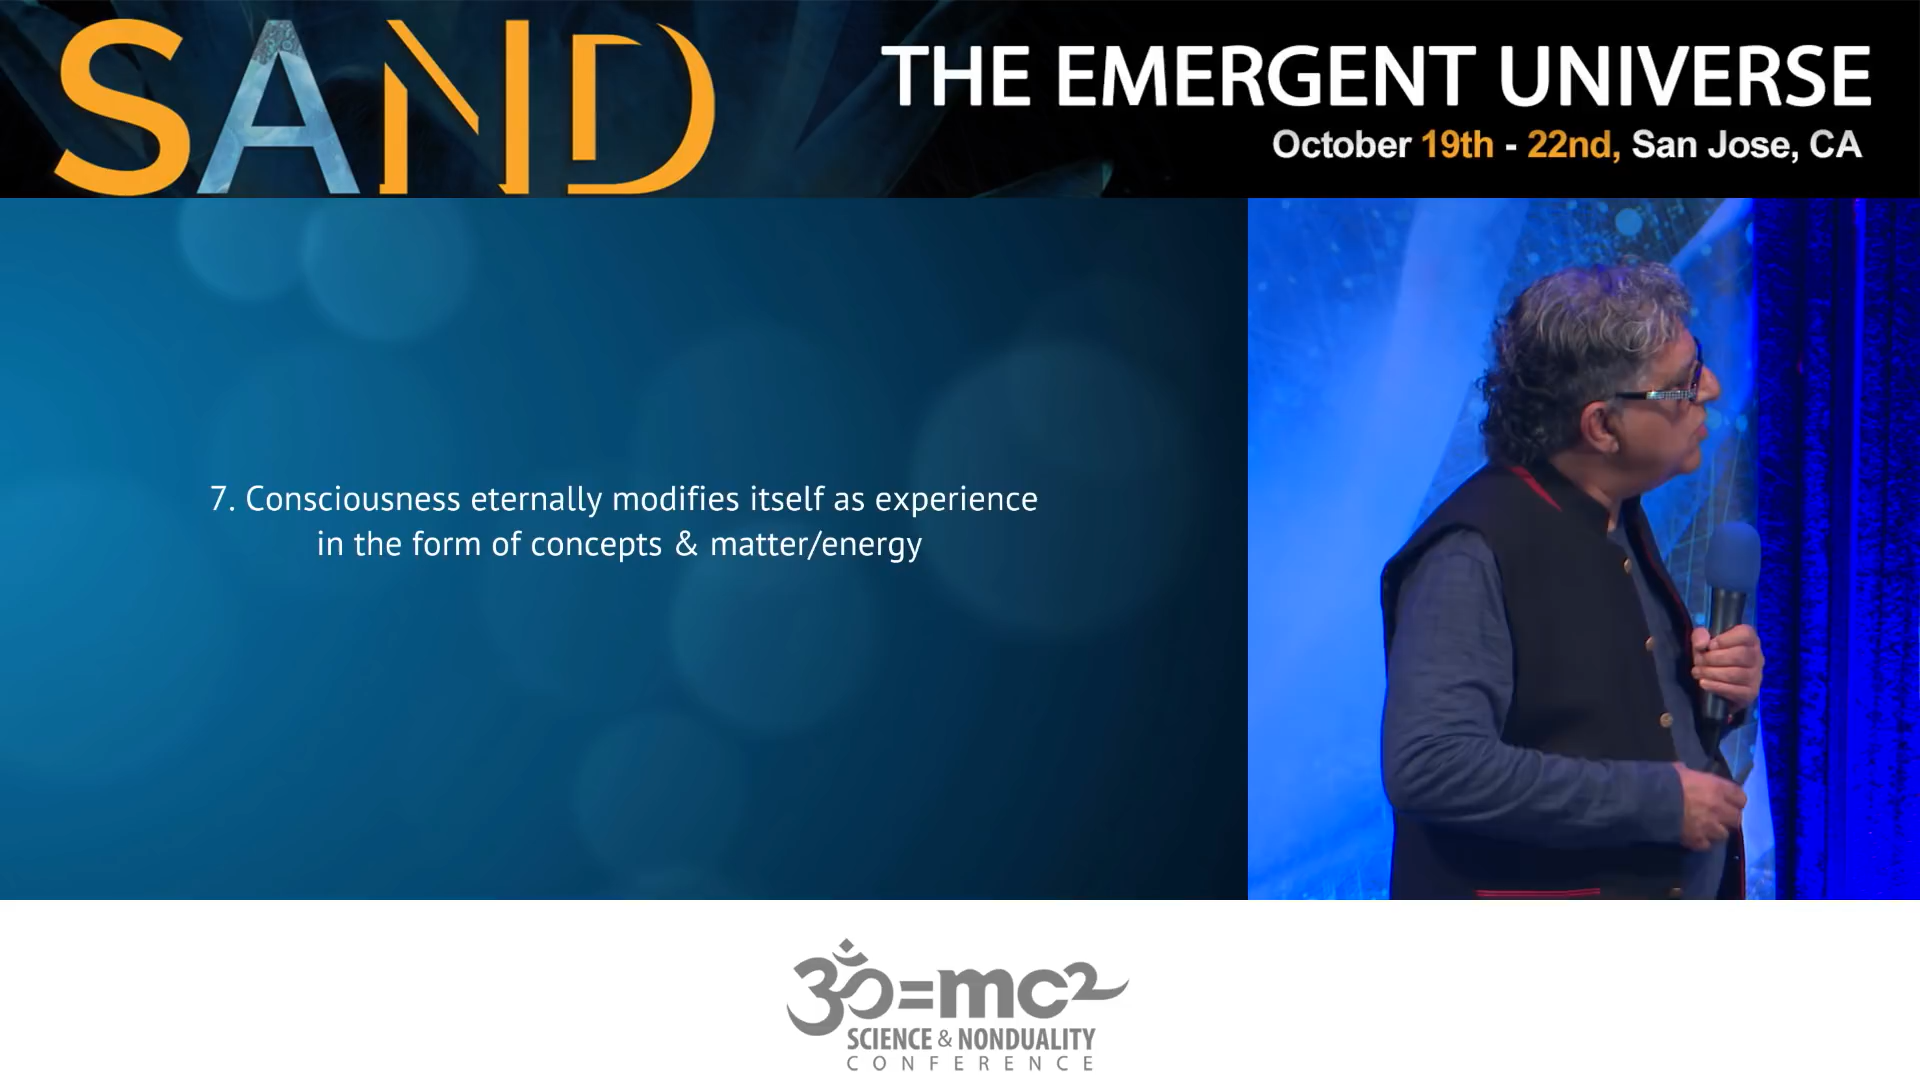 SAND
THE EMERGENT UNIVERSE
October 19th - 22nd, San Jose, CA
7. Consciousness eternally modifies itself as experience
in the form of concepts & matter/energy
ॐ=mc²
SCIENCE & NONDUALITY
CONFERENCE